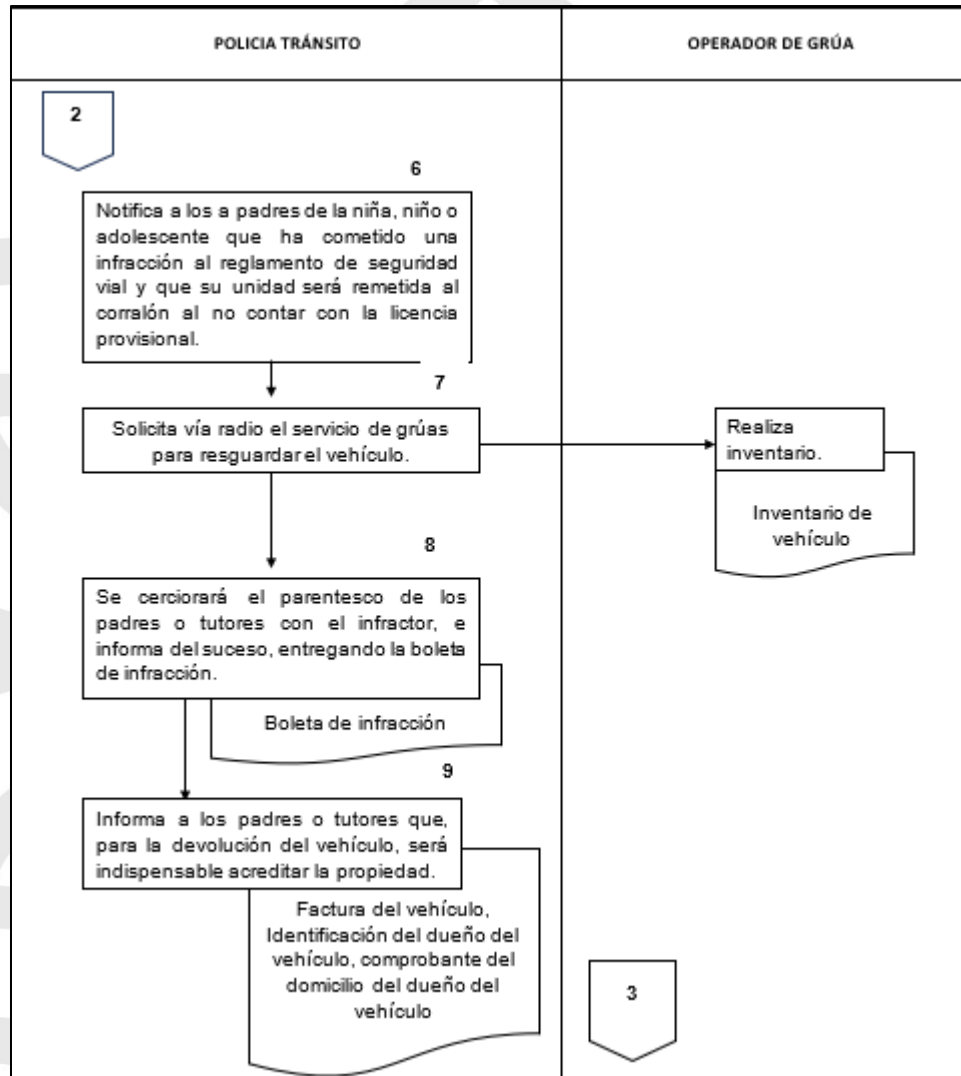 POLICIA TRÁNSITO
OPERADOR DE GRÚA
2
6
Notifica a los a padres de la niña, niño o
adolescente que ha cometido una
infracción al reglamento de seguridad
vial y que su unidad será remetida al
corralón al no contar con la licencia
provisional.
7
Solicita vía radio el servicio de grúas
para resguardar el vehículo.
Realiza
inventario.
Inventario de
vehículo
8
Se cerciorará el parentesco de los
padres o tutores con el infractor, e
informa del suceso, entregando la boleta
de infracción.
Boleta de infracción
9
Informa a los padres o tutores que,
para la devolución del vehículo, será
indispensable acreditar la propiedad.
Factura del vehículo,
Identificación del dueño del
vehículo, comprobante del
domicilio del dueño del
vehículo
3